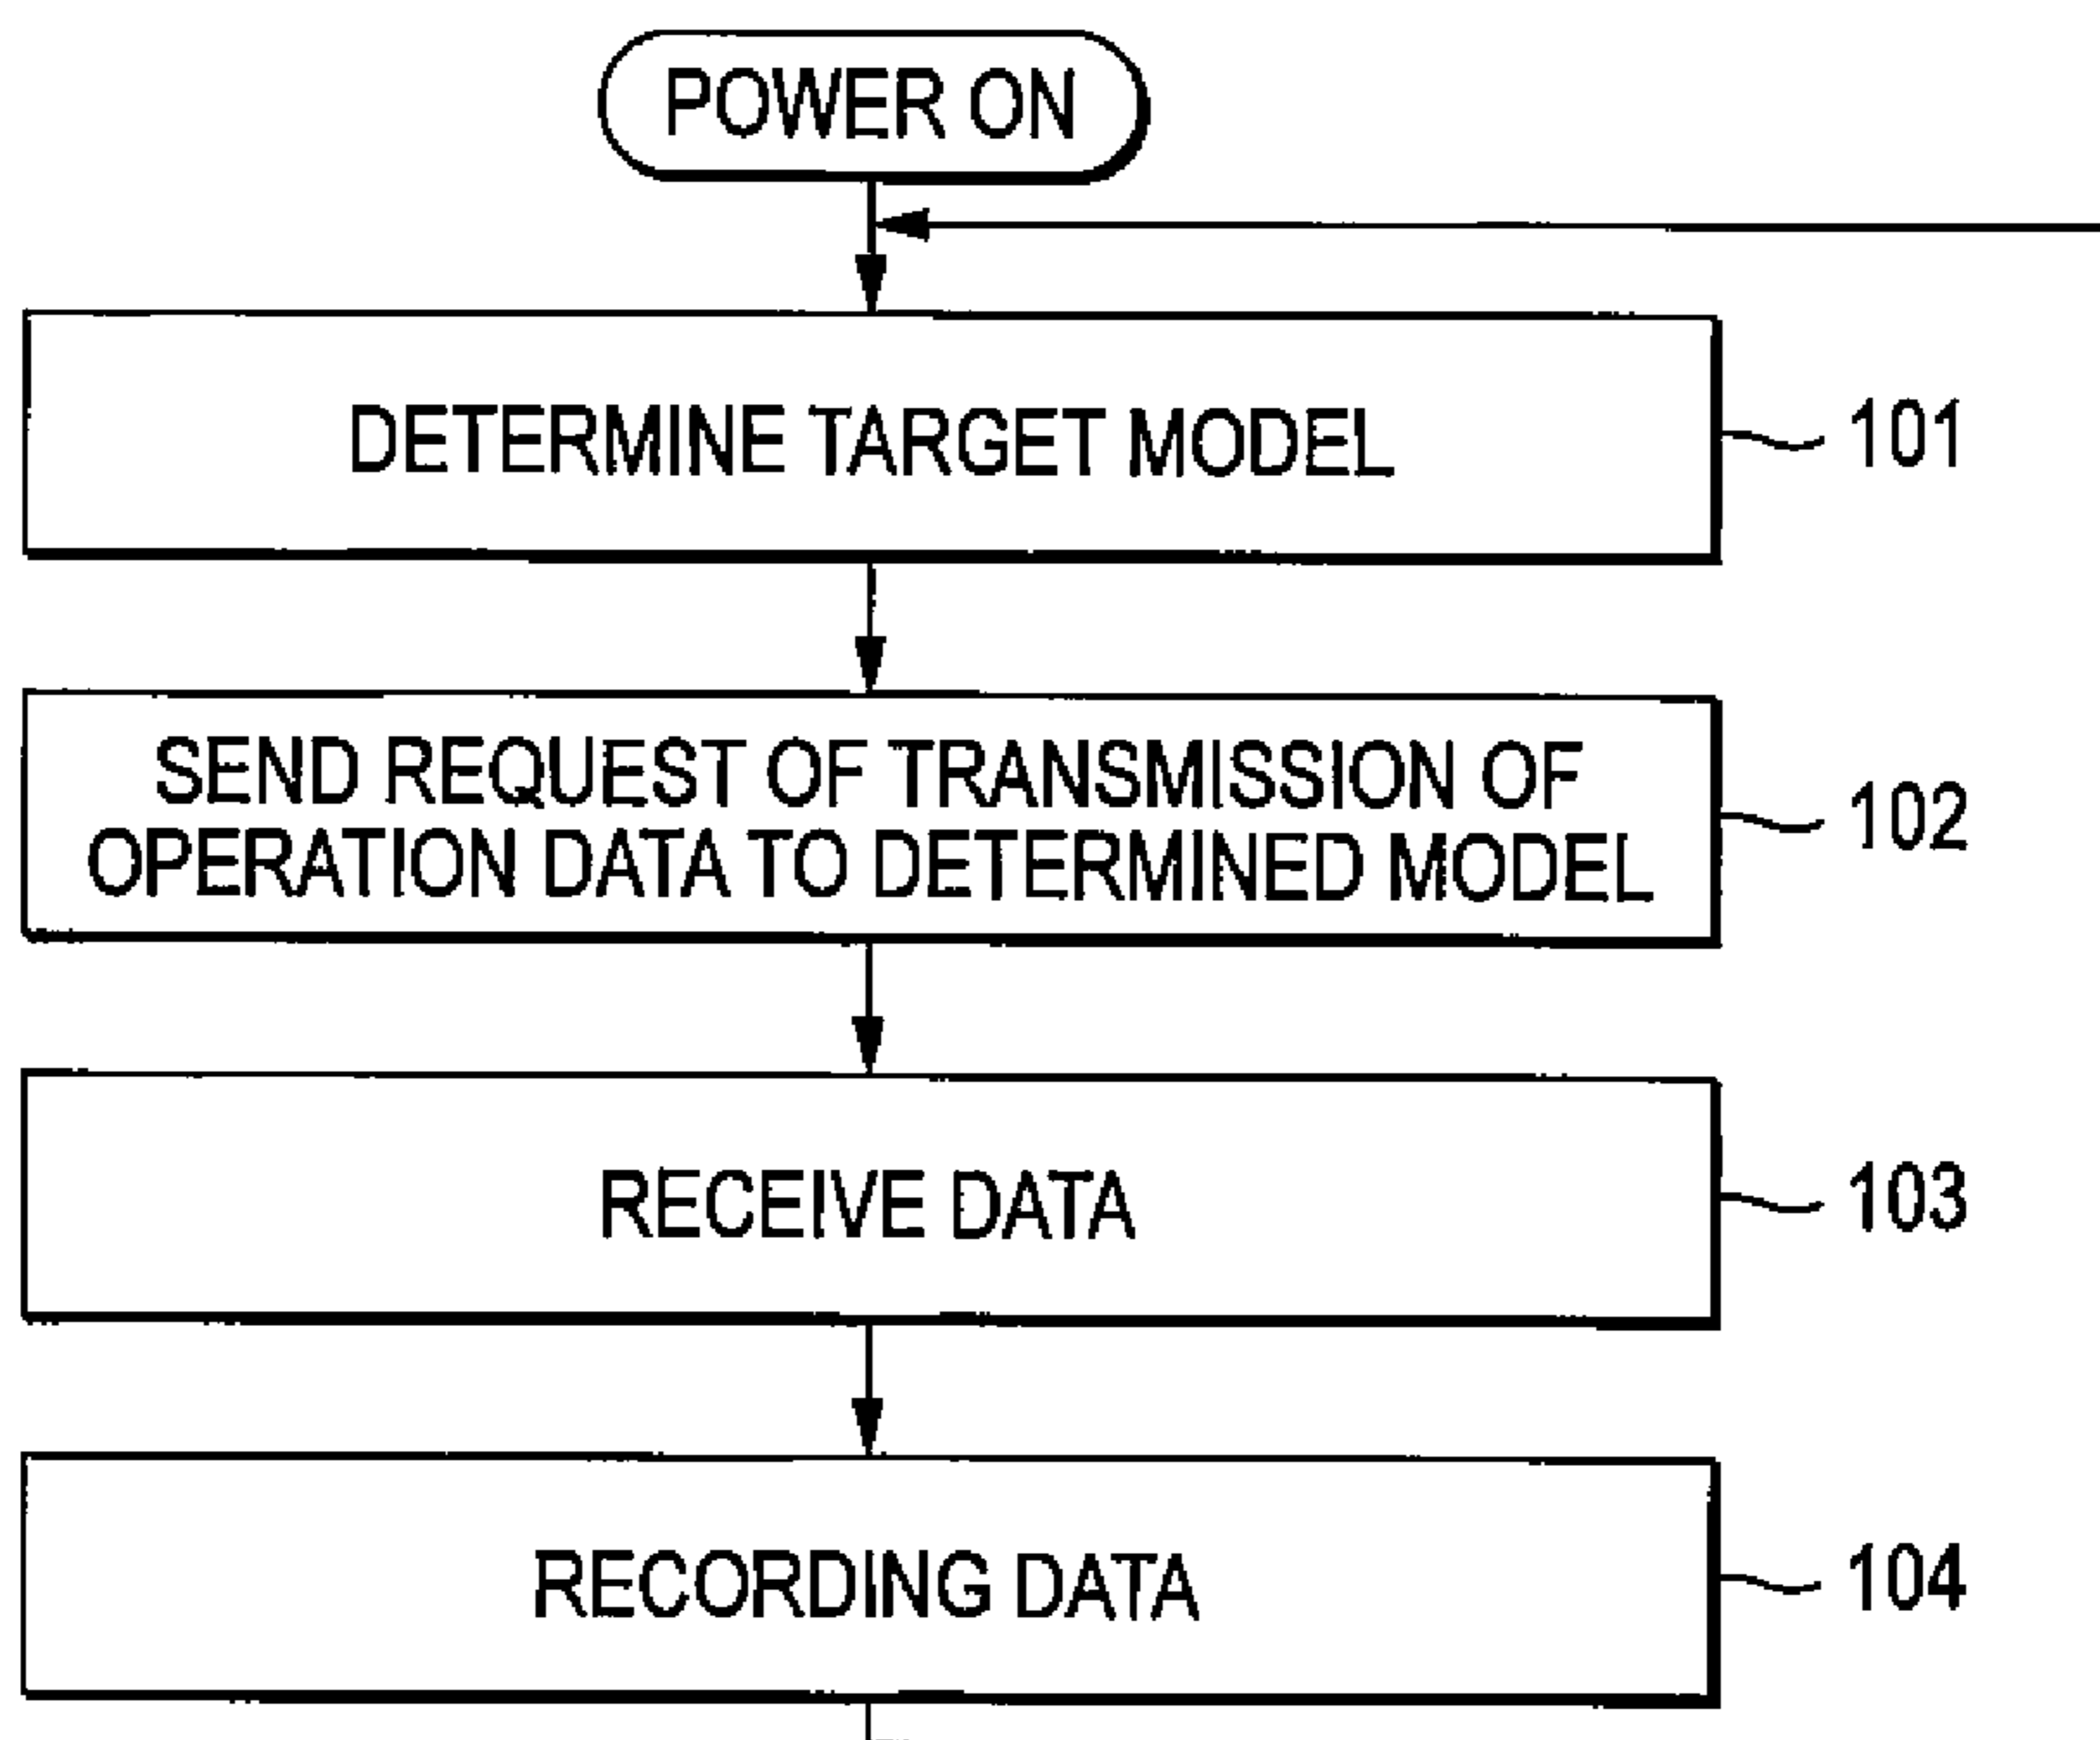 POWER ON
DETERMINE TARGET MODEL
101
SEND REQUEST OF TRANSMISSION OF
OPERATION DATA TO DETERMINED MODEL
102
RECEIVE DATA
103
RECORDING DATA
104